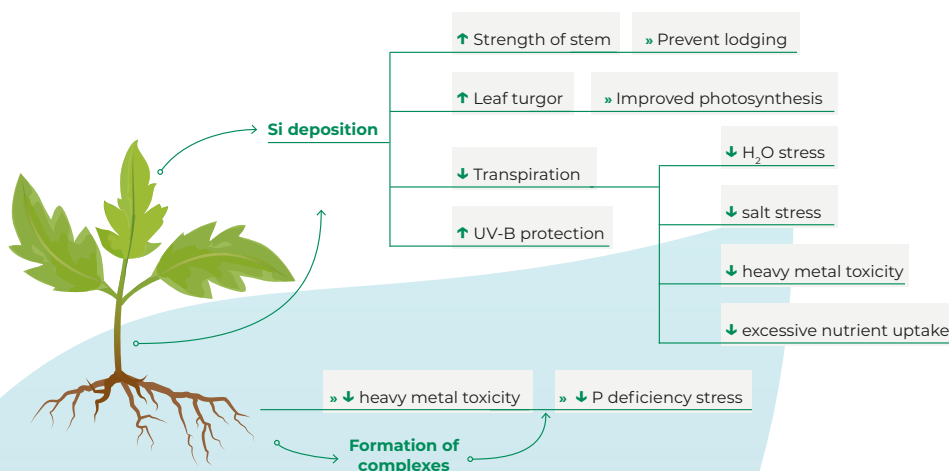 ↑ Strength of stem
» Prevent lodging
↑ Leaf turgor
» Improved photosynthesis
Si deposition
↓ Transpiration
↑ UV-B protection
↓ H₂O stress
↓ salt stress
↓ heavy metal toxicity
↓ excessive nutrient uptake
» ↓ heavy metal toxicity
» ↓ P deficiency stress
Formation of
complexes